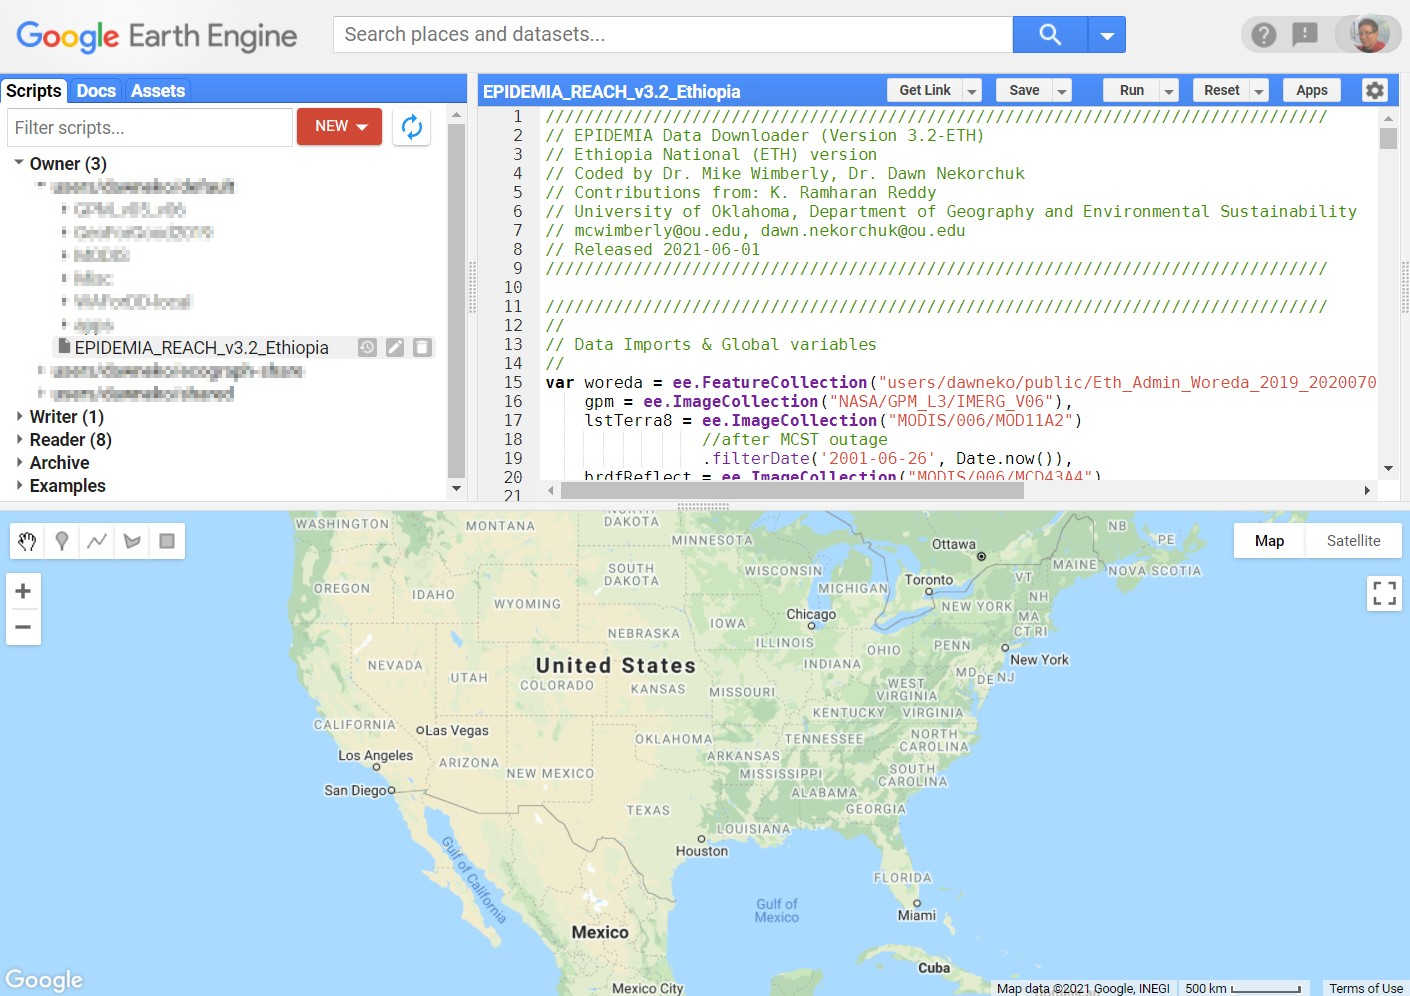 Google Earth Engine
Search places and datasets...
Scripts
Docs
Assets
Filter scripts...
NEW
Owner (3)
EPIDEMIA_REACH_v3.2_Ethiopia
Writer (1)
Reader (8)
Archive
Examples
EPIDEMIA_REACH_v3.2_Ethiopia
Get Link
Save
Run
Reset
Apps
1 ////////////////////////////////////////////////////////////////////////////////
2 // EPIDEMIA Data Downloader (Version 3.2-ETH)
3 // Ethiopia National (ETH) version
4 // Coded by Dr. Mike Wimberly, Dr. Dawn Nekorchuk
5 // Contributions from: K. Ramharan Reddy
6 // University of Oklahoma, Department of Geography and Environmental Sustainability
7 // mcwimberly@ou.edu, dawn.nekorchuk@ou.edu
8 // Released 2021-06-01
9 ////////////////////////////////////////////////////////////////////////////////
10
11 ////////////////////////////////////////////////////////////////////////////////
12 //
13 // Data Imports & Global variables
14 //
15 var woreda = ee.FeatureCollection("users/dawneko/public/Eth_Admin_Woreda_2019_2020070
16 gpm = ee.ImageCollection("NASA/GPM_L3/IMERG_V06"),
17 lstTerra8 = ee.ImageCollection("MODIS/006/MOD11A2")
18 //after MCST outage
19 .filterDate('2001-06-26', Date.now()),
20 brdfReflect = ee.ImageCollection("MODIS/006/MCD43A4")
21
Map
Satellite
WASHINGTON
MONTANA
NORTH
DAKOTA
MINNESOTA
Ottawa
NB
PE
MAINE
NOVA SCOTIA
OREGON
IDAHO
SOUTH
DAKOTA
WISCONSIN
MICHIGAN
Toronto
VT
NH
WYOMING
NEW YORK
MA
CT RI
Chicago
IOWA
NEBRASKA
ILLINOIS
INDIANA
OHIO
PENN
New York
NEVADA
UTAH
United States
COLORADO
KANSAS
MISSOURI
WEST
VIRGINIA
MD
DE
NJ
KENTUCKY
VIRGINIA
CALIFORNIA
Las Vegas
OKLAHOMA
TENNESSEE
NORTH
CAROLINA
Los Angeles
ARIZONA
NEW MEXICO
ARKANSAS
MISSISSIPPI
SOUTH
CAROLINA
San Diego
ALABAMA
GEORGIA
TEXAS
LOUISIANA
Houston
Gulf of California
FLORIDA
Gulf of
Mexico
Miami
Mexico
Cuba
Mexico City
Google
Map data ©2021 Google, INEGI
500 km
Terms of Use